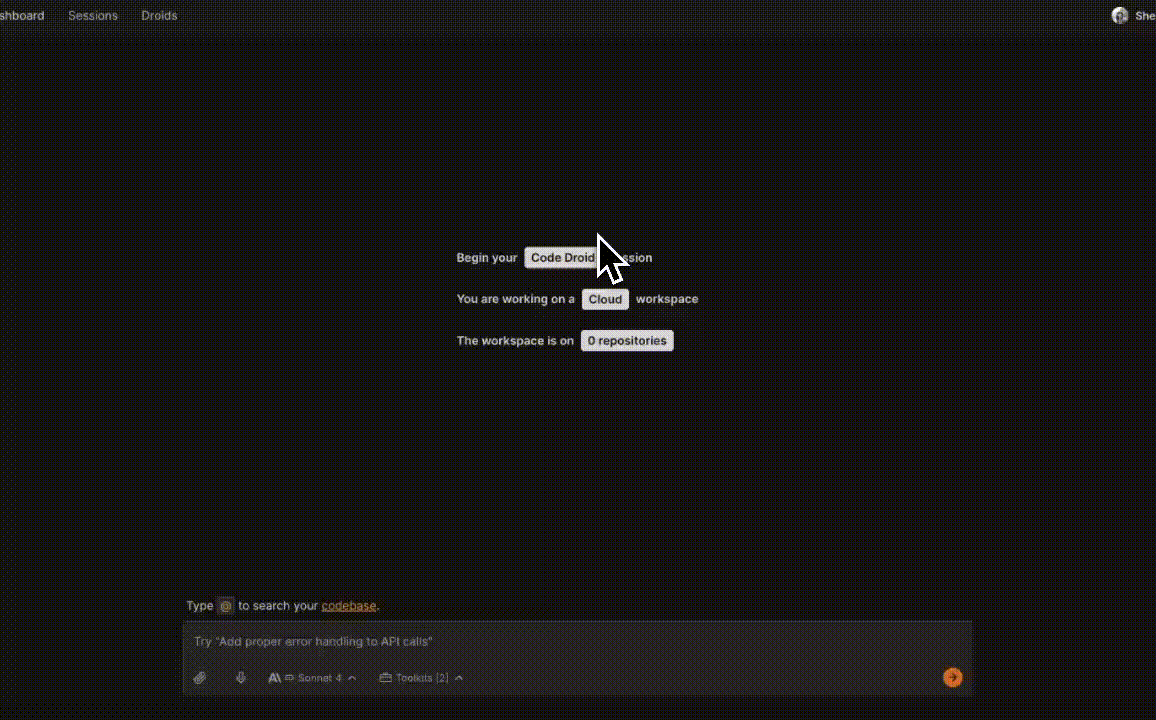 shboard Sessions Droids She
Begin your Code Droid ssion
You are working on a Cloud workspace
The workspace is on 0 repositories
Type @ to search your codebase.
Try "Add proper error handling to API calls"
Sonnet 4 Toolkits [2]